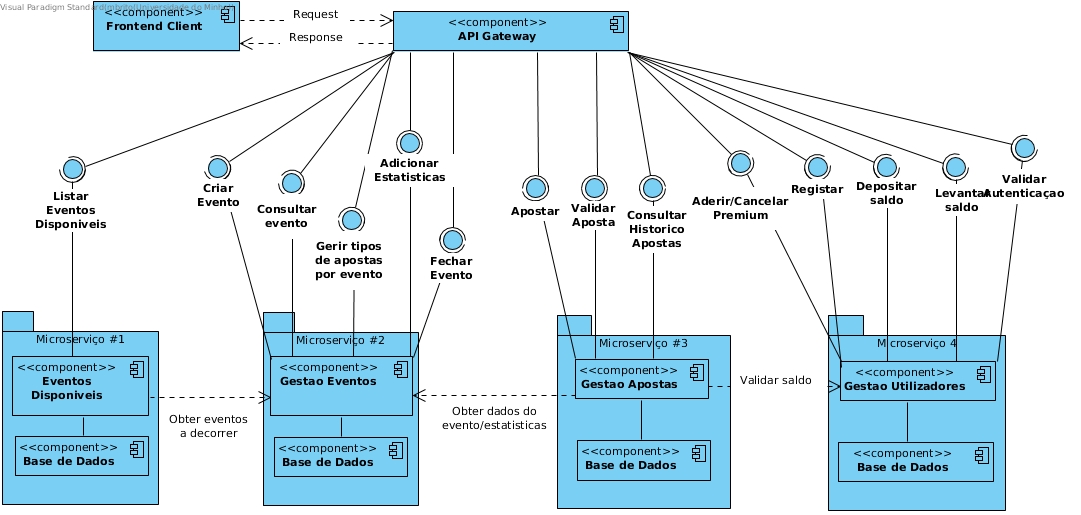 Visual Paradigm Standard(mbrito(Universidade do Minho))
<<component>>
Frontend Client
Request
Response
<<component>>
API Gateway
Listar
Eventos
Disponiveis
Criar
Evento
Consultar
evento
Gerir tipos
de apostas
por evento
Adicionar
Estatisticas
Fechar
Evento
Apostar
Validar
Aposta
Consultar
Historico
Apostas
Aderir/Cancelar
Premium
Registar
Depositar
saldo
Levantar
saldo
Validar
Autenticaçao
Microserviço #1
<<component>>
Eventos
Disponiveis
<<component>>
Base de Dados
Obter eventos
a decorrer
Microserviço #2
<<component>>
Gestao Eventos
<<component>>
Base de Dados
Obter dados do
evento/estatisticas
Microserviço #3
<<component>>
Gestao Apostas
<<component>>
Base de Dados
Validar saldo
Microserviço 4
<<component>>
Gestao Utilizadores
<<component>>
Base de Dados